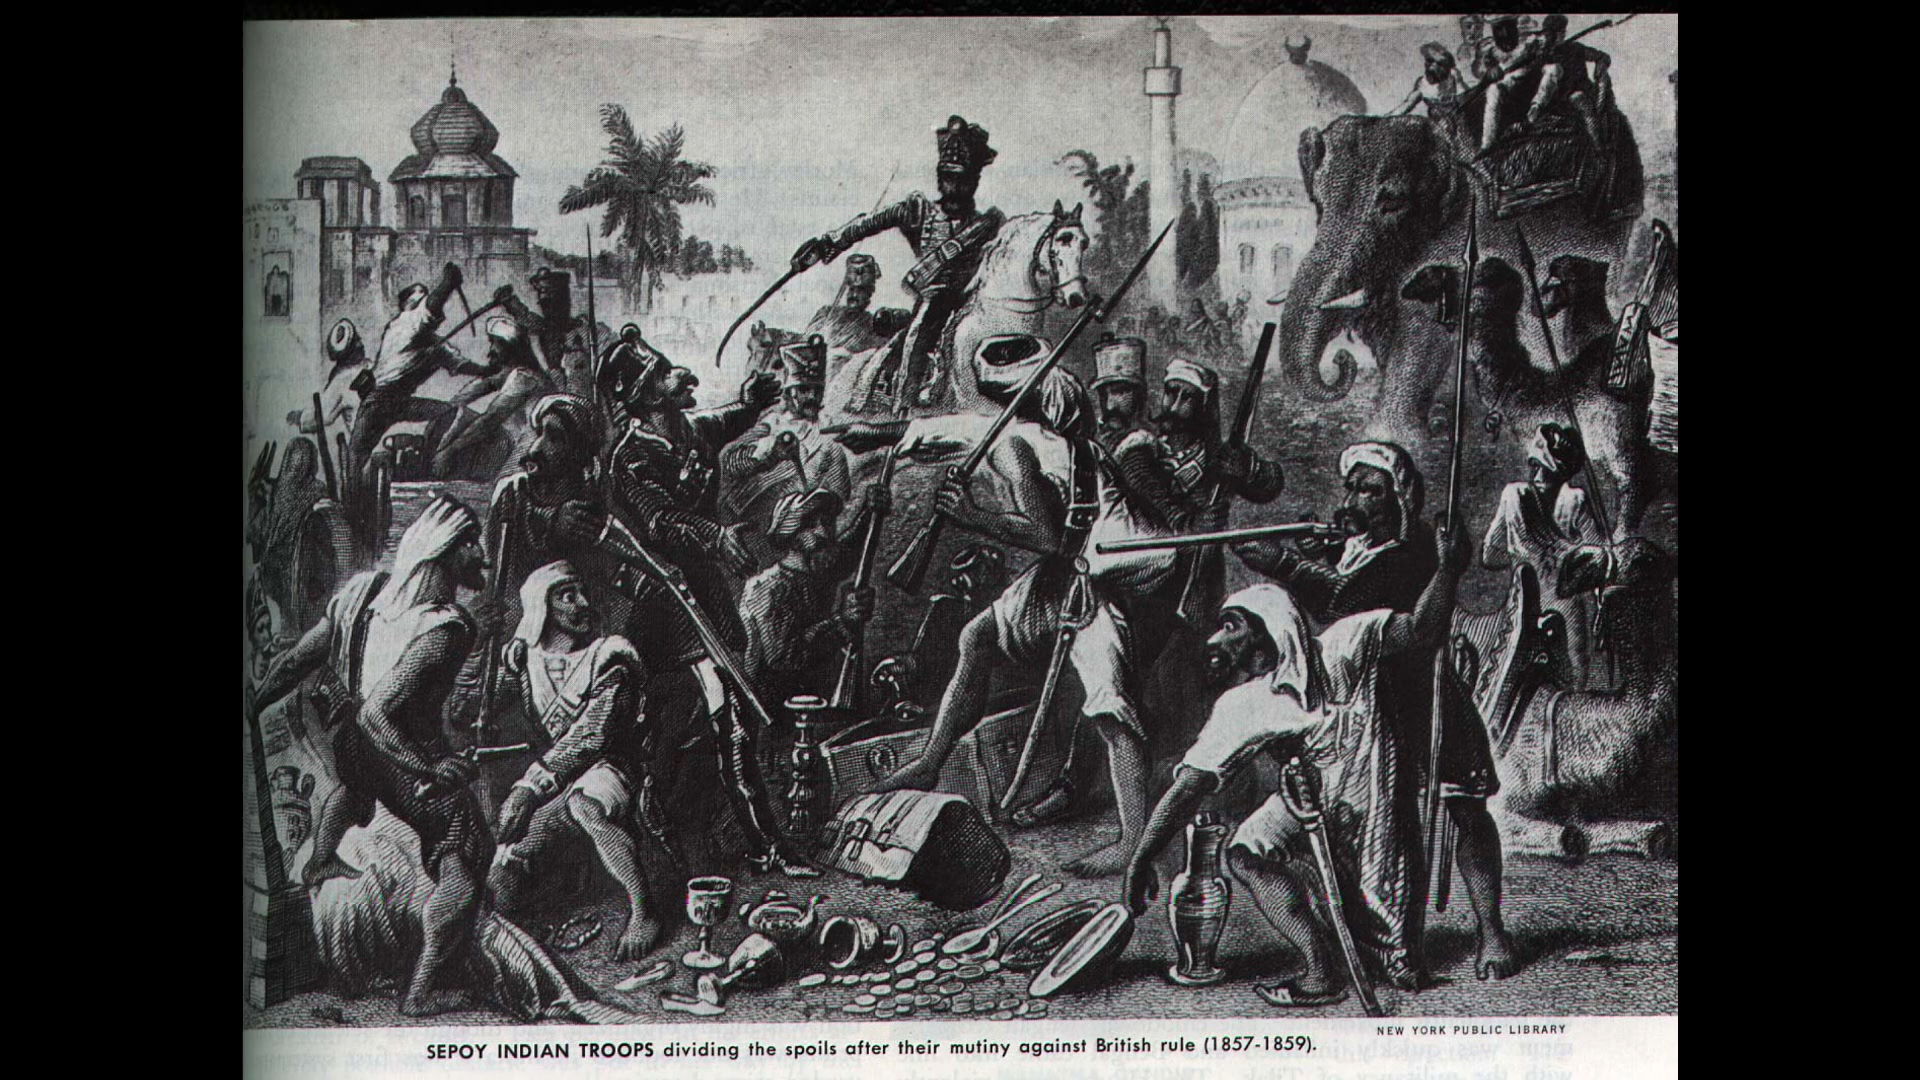 NEW YORK PUBLIC LIBRARY
SEPOY INDIAN TROOPS dividing the spoils after their mutiny against British rule (1857-1859).